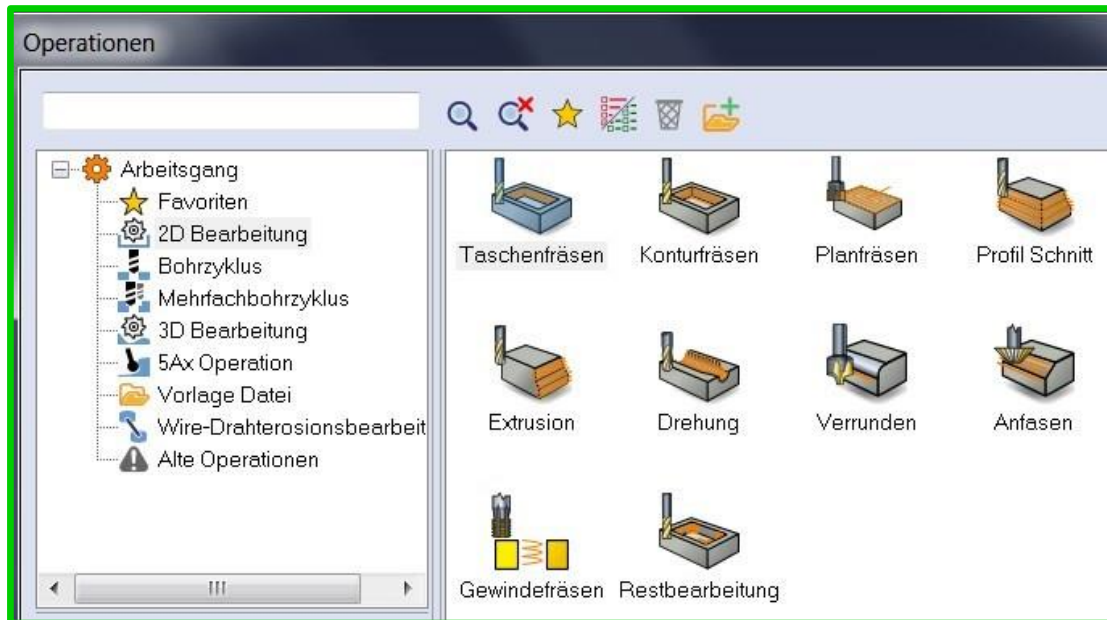 Operationen
Arbeitsgang
Favoriten
2D Bearbeitung
Bohrzyklus
Mehrfachbohrzyklus
3D Bearbeitung
5Ax Operation
Vorlage Datei
Wire-Drahterosionsbearbeit
Alte Operationen
Taschenfräsen Konturfräsen Planfräsen Profil Schnitt
Extrusion Drehung Verrunden Anfasen
Gewindefräsen Restbearbeitung